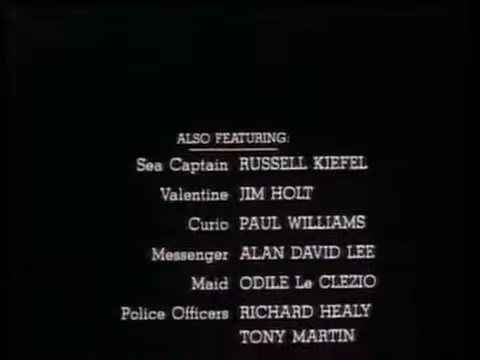 ALSO FEATURING:
Sea Captain RUSSELL KIEFEL
Valentine JIM HOLT
Curio PAUL WILLIAMS
Messenger ALAN DAVID LEE
Maid ODILE Le CLEZIO
Police Officers RICHARD HEALY
TONY MARTIN